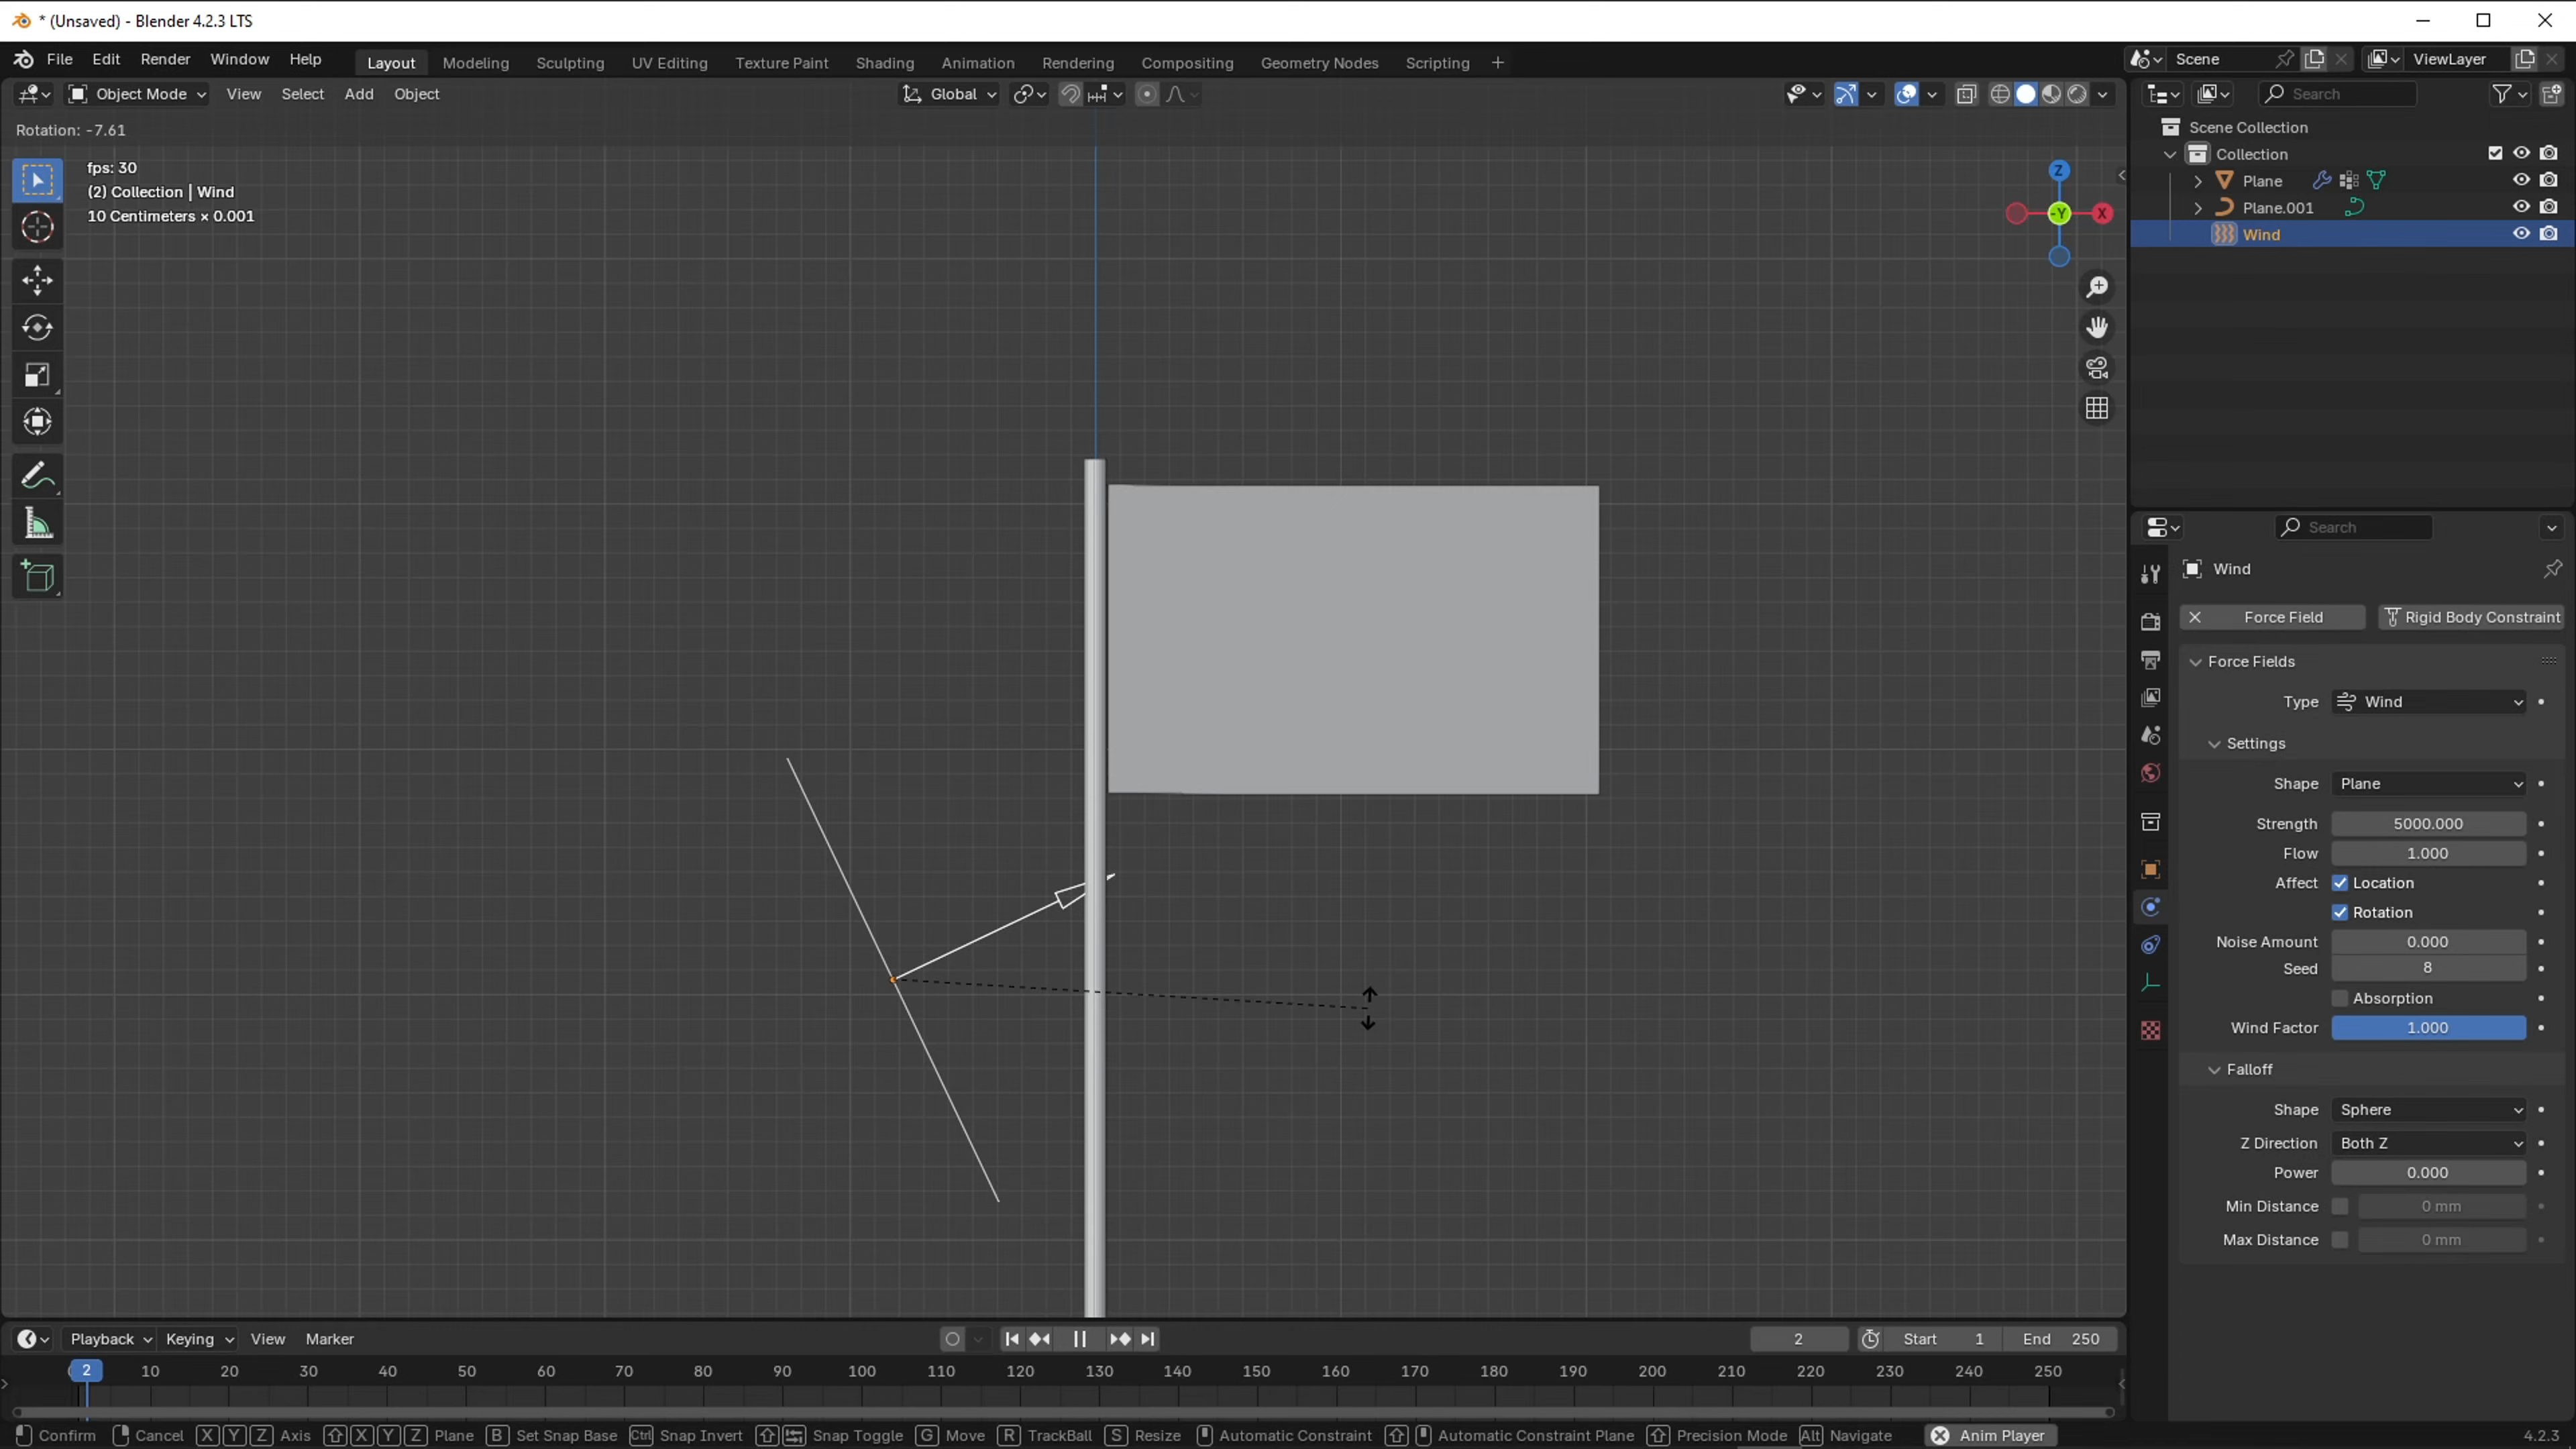 * (Unsaved) - Blender 4.2.3 LTS
File Edit Render Window Help Layout Modeling Sculpting UV Editing Texture Paint Shading Animation Rendering Compositing Geometry Nodes Scripting + Scene ViewLayer
Object Mode View Select Add Object Global Search
Rotation: -7.61
fps: 30
(2) Collection | Wind
10 Centimeters × 0.001
Z
-Y
X
Scene Collection
Collection
Plane
Plane.001
Wind
Search
Wind
Force Field Rigid Body Constraint
Force Fields
Type Wind
Settings
Shape Plane
Strength 5000.000
Flow 1.000
Affect Location
Rotation
Noise Amount 0.000
Seed 8
Absorption
Wind Factor 1.000
Falloff
Shape Sphere
Z Direction Both Z
Power 0.000
Min Distance 0 mm
Max Distance 0 mm
Playback Keying View Marker 2 Start 1 End 250
2 10 20 30 40 50 60 70 80 90 100 110 120 130 140 150 160 170 180 190 200 210 220 230 240 250
Confirm Cancel X Y Z Axis X Y Z Plane B Set Snap Base Ctrl Snap Invert Snap Toggle G Move R TrackBall S Resize Automatic Constraint Automatic Constraint Plane Precision Mode Alt Navigate Anim Player 4.2.3